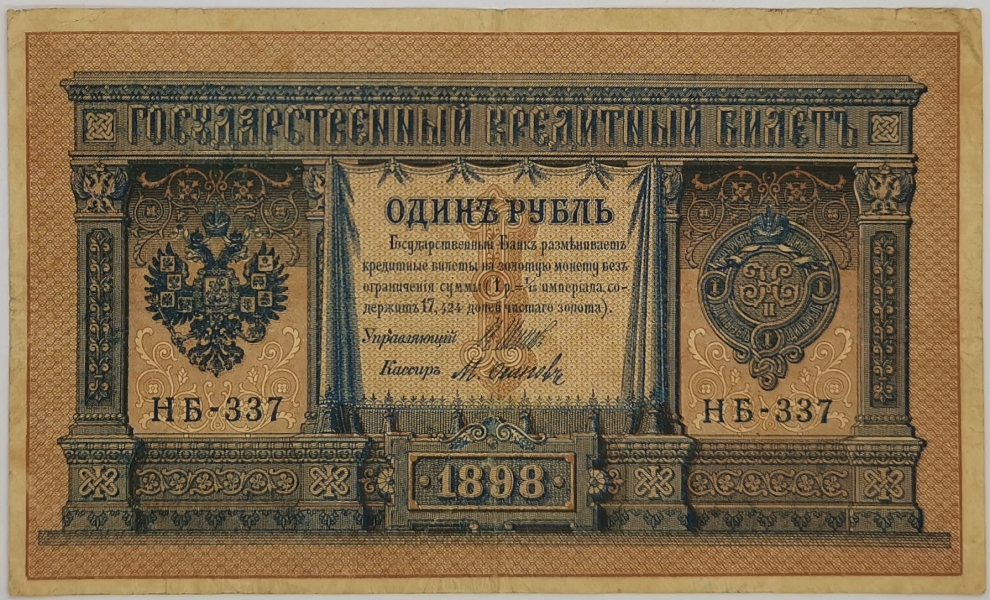 ГОСУДАРСТВЕННЫЙ КРЕДИТНЫЙ БИЛЕТЪ
ОДИНЪ РУБЛЬ
Государственный Банкъ размѣниваетъ
кредитные билеты на золотую монету безъ
ограниченія суммы (1 р.=¹/₁₅ имперіала, со-
держитъ 17,424 долей чистаго золота).
Управляющій
Кассиръ
НБ-337
НБ-337
1898